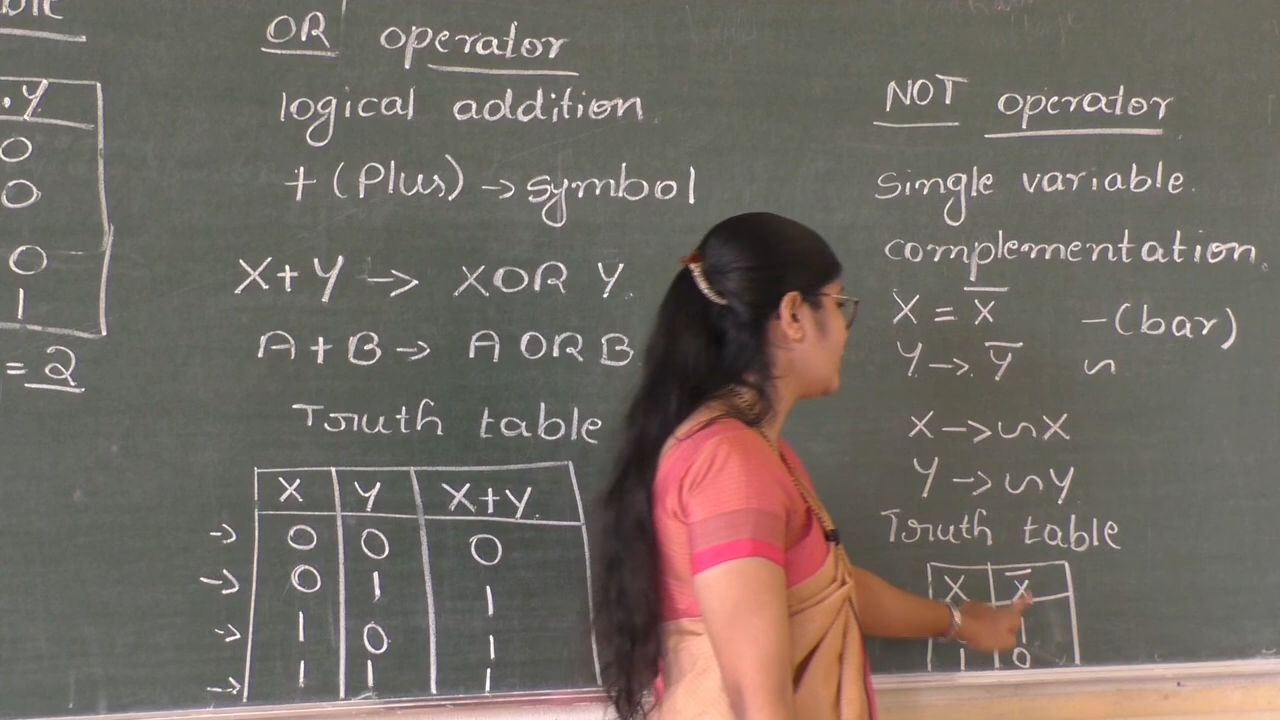 .Y
0
0
0
1
= 2
OR operator
logical addition
+ (Plus) → symbol
X+Y → X OR Y
A+B → A OR B
Truth table
X Y X+Y
→ 0 0 0
→ 0 1 1
→ 1 0 1
→ 1 1 1
NOT operator
Single variable.
complementation.
X = X̅ -(bar)
Y → Y̅ ∽
X → ∽X
Y → ∽Y
Truth table
X X̅
1
1 0